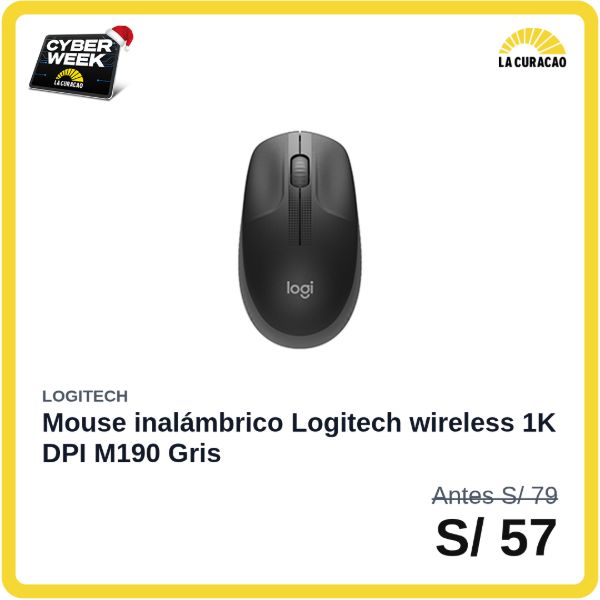 CYBER
WEEK
LA CURACAO
LA CURACAO
logi
LOGITECH
Mouse inalámbrico Logitech wireless 1K
DPI M190 Gris
Antes S/ 79
S/ 57